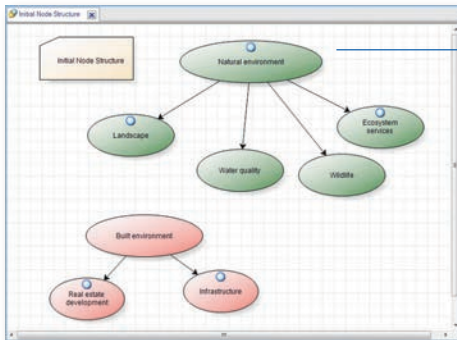 Initial Node Structure
Initial Node Structure
Natural environment
Landscape
Ecosystem
services
Water quality
Wildlife
Built environment
Real estate
development
Infrastructure